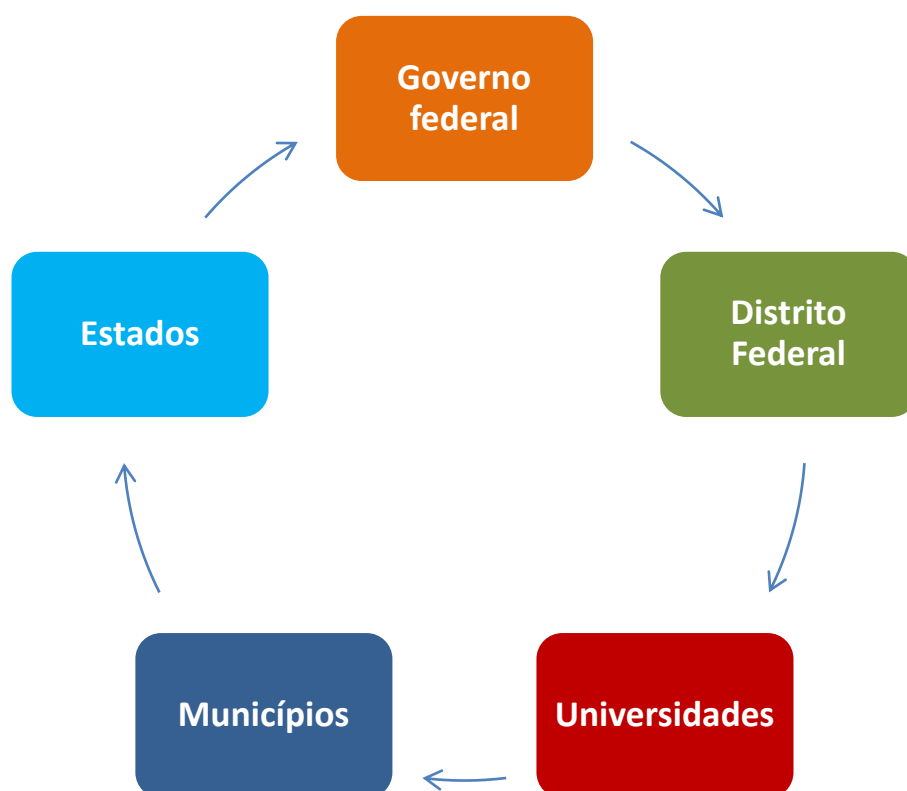 Governo
federal
Distrito
Federal
Universidades
Municípios
Estados